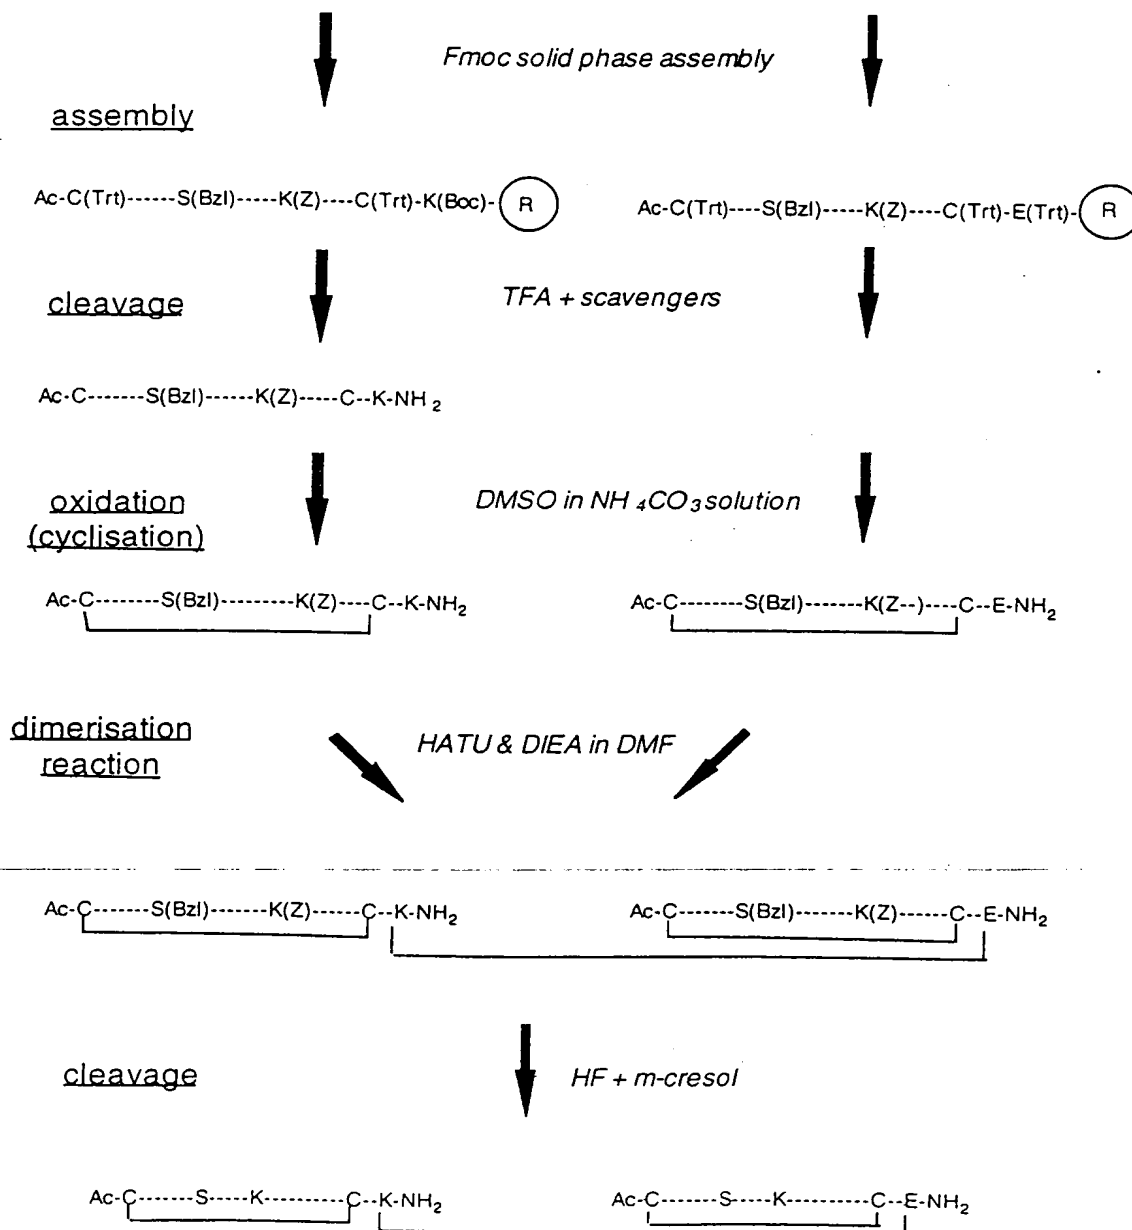 Fmoc solid phase assembly
assembly
Ac-C(Trt)------S(Bzl)-----K(Z)----C(Trt)-K(Boc)- R
Ac-C(Trt)----S(Bzl)-----K(Z)----C(Trt)-E(Trt)- R
cleavage
TFA + scavengers
Ac-C-------S(Bzl)------K(Z)-----C--K-NH2
oxidation
(cyclisation)
DMSO in NH4CO3 solution
Ac-C--------S(Bzl)---------K(Z)----C--K-NH2
Ac-C--------S(Bzl)-------K(Z--)----C--E-NH2
dimerisation
reaction
HATU & DIEA in DMF
Ac-C-------S(Bzl)-------K(Z)------C--K-NH2
Ac-C-------S(Bzl)-------K(Z)------C--E-NH2
cleavage
HF + m-cresol
Ac-C-------S-----K----------C--K-NH2
Ac-C--------S-----K----------C--E-NH2